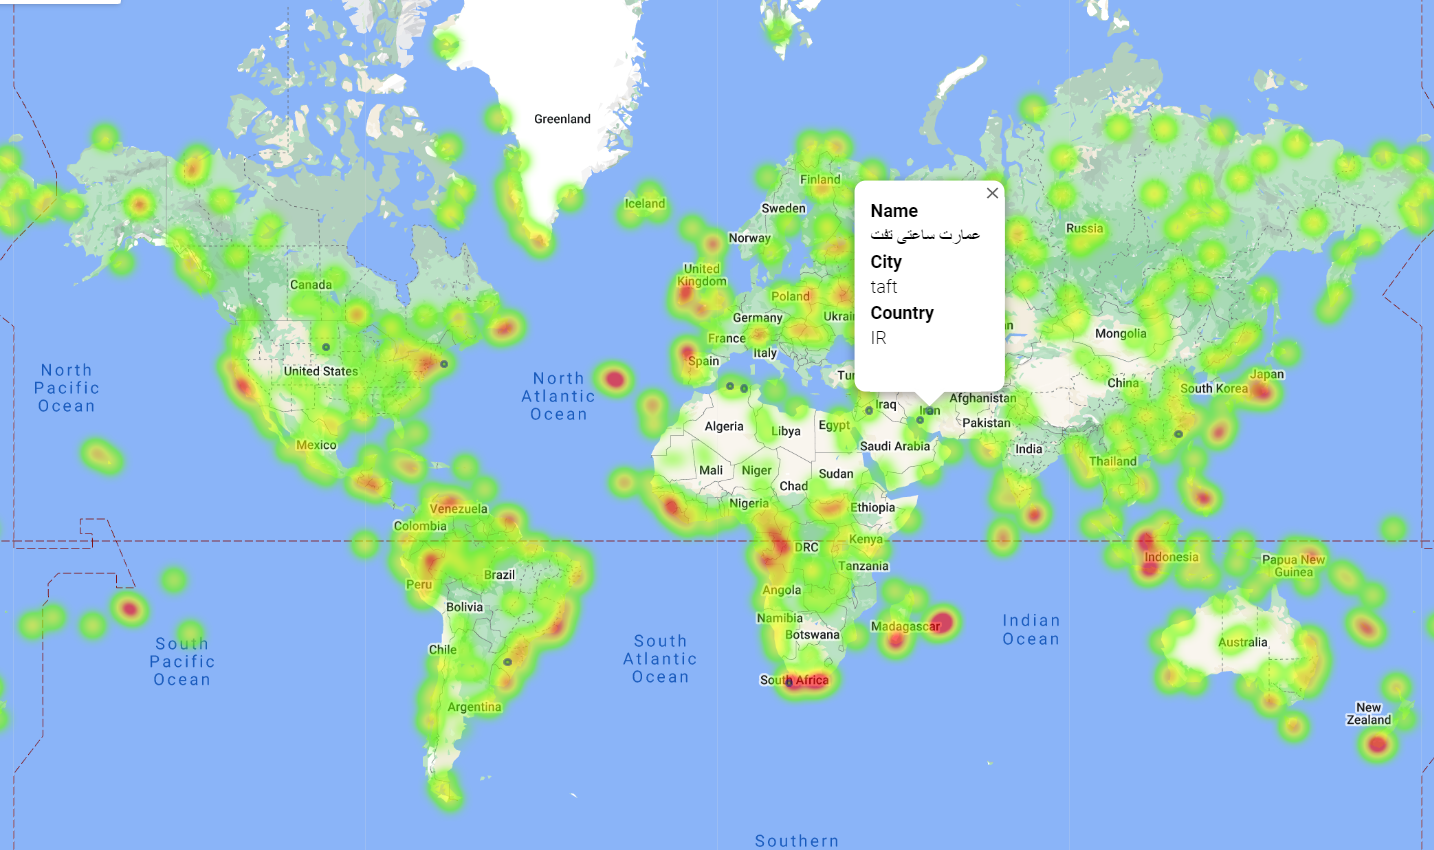 Greenland
Iceland
Finland
Sweden
Norway
Russia
United
Kingdom
Canada
Poland
Germany
Ukrai
France
Italy
Spain
Tur
an
Mongolia
North
Pacific
Ocean
United States
North
Atlantic
Ocean
Name
عمارت ساعتی تفت
City
taft
Country
IR
China
South Korea
Japan
Afghanistan
Iraq
Iran
Pakistan
Algeria
Libya
Egypt
Saudi Arabia
India
Thailand
Mexico
Mali
Niger
Chad
Sudan
Nigeria
Ethiopia
Venezuela
Colombia
DRC
Kenya
Tanzania
Indonesia
Papua New
Guinea
Peru
Brazil
Bolivia
Angola
Namibia
Botswana
Madagascar
Indian
Ocean
Australia
South
Pacific
Ocean
Chile
South
Atlantic
Ocean
South Africa
Argentina
New
Zealand
Southern